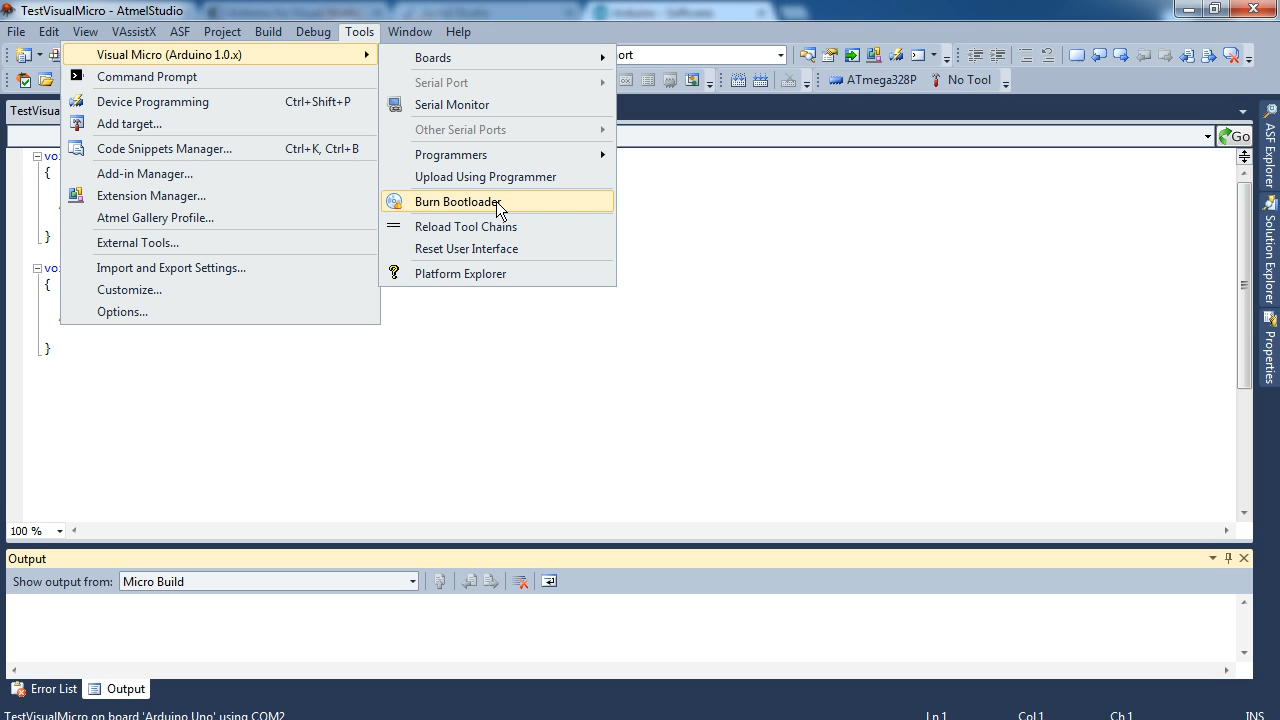 TestVisualMicro - AtmelStudio
File Edit View VAssistX ASF Project Build Debug Tools Window Help
Visual Micro (Arduino 1.0.x)
Command Prompt
Device Programming Ctrl+Shift+P
Add target...
Code Snippets Manager... Ctrl+K, Ctrl+B
Add-in Manager...
Extension Manager...
Atmel Gallery Profile...
External Tools...
Import and Export Settings...
Customize...
Options...
Boards
Serial Port
Serial Monitor
Other Serial Ports
Programmers
Upload Using Programmer
Burn Bootloader
Reload Tool Chains
Reset User Interface
? Platform Explorer
ort
ATmega328P No Tool
TestVisualMicro
Go
voi
{
}
voi
{
}
100 %
ASF Explorer
Solution Explorer
Properties
Output
Show output from: Micro Build
Error List Output
TestVisualMicro on board 'Arduino Uno' using COM2 Ln 1 Col 1 Ch 1 INS